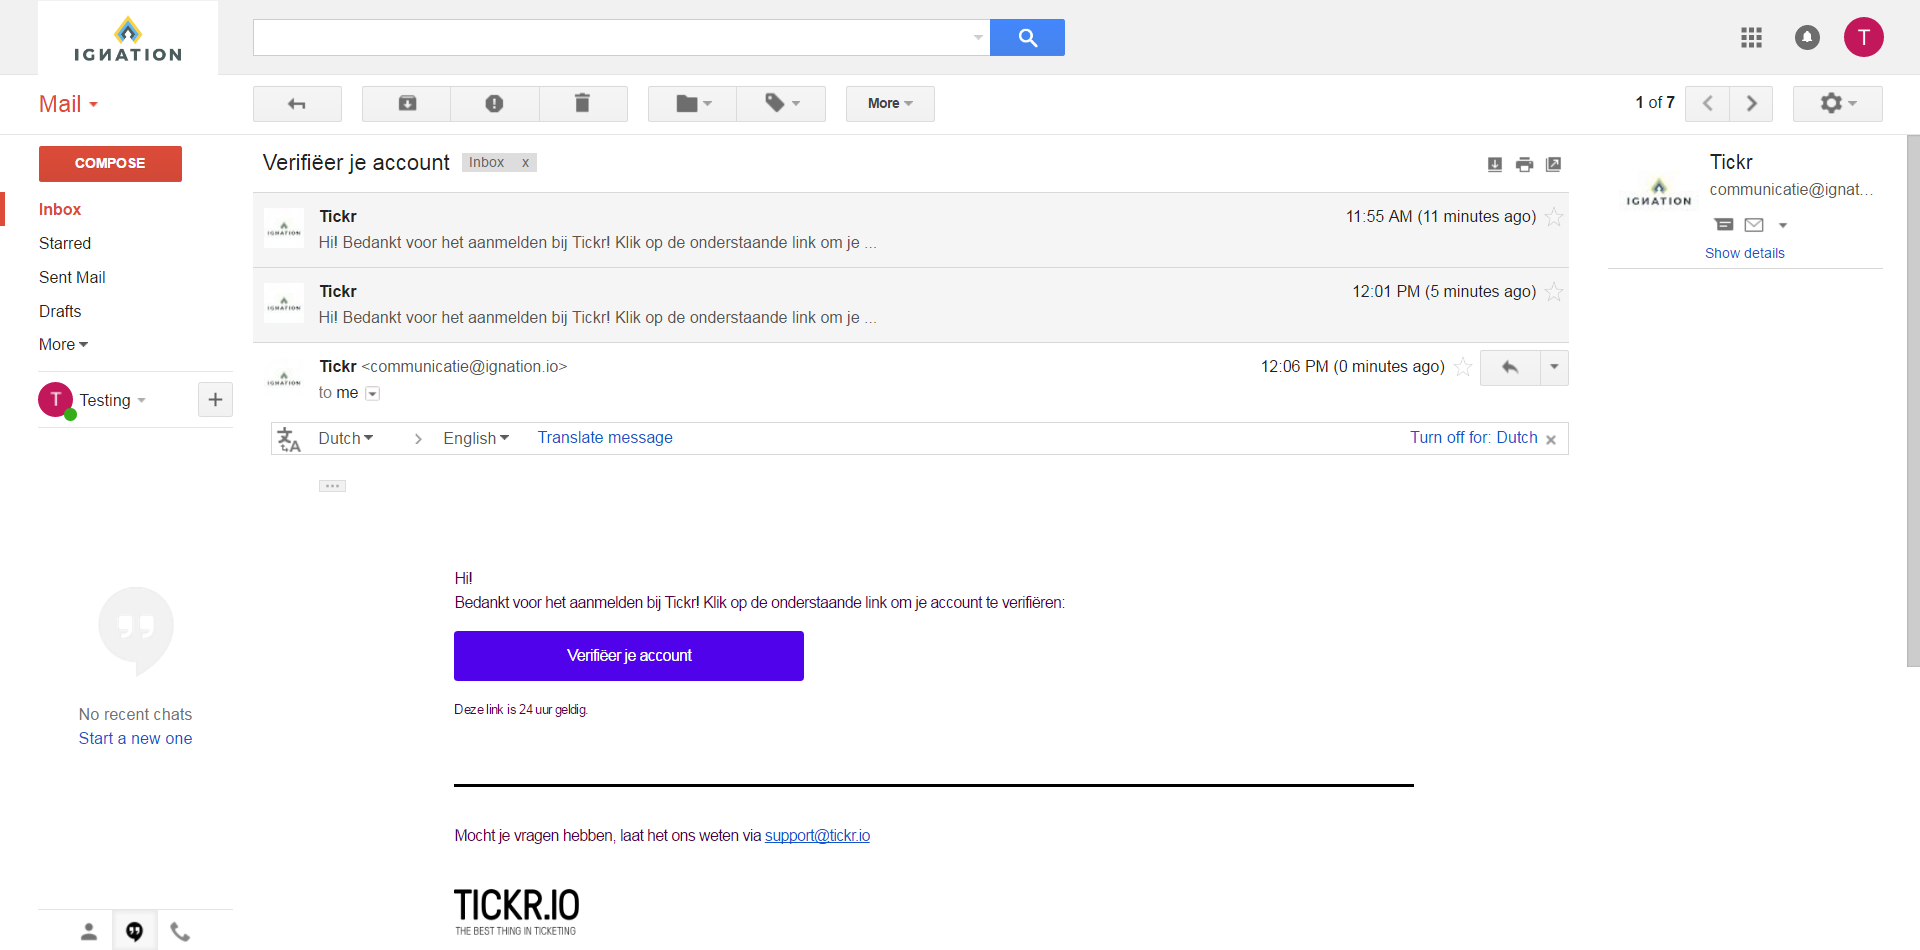 IGNATION
T
Mail
More
1 of 7
COMPOSE
Inbox
Starred
Sent Mail
Drafts
More
T
Testing
No recent chats
Start a new one
Verifiëer je account
Inbox x
Tickr
11:55 AM (11 minutes ago)
Hi! Bedankt voor het aanmelden bij Tickr! Klik op de onderstaande link om je ...
IGNATION
Tickr
12:01 PM (5 minutes ago)
Hi! Bedankt voor het aanmelden bij Tickr! Klik op de onderstaande link om je ...
IGNATION
Tickr <communicatie@ignation.io>
12:06 PM (0 minutes ago)
IGNATION
to me
Dutch
English
Translate message
Turn off for: Dutch
Hi!
Bedankt voor het aanmelden bij Tickr! Klik op de onderstaande link om je account te verifiëren:
Verifiëer je account
Deze link is 24 uur geldig.
Mocht je vragen hebben, laat het ons weten via support@tickr.io
TICKR.IO
THE BEST THING IN TICKETING
Tickr
communicatie@ignat...
IGNATION
Show details